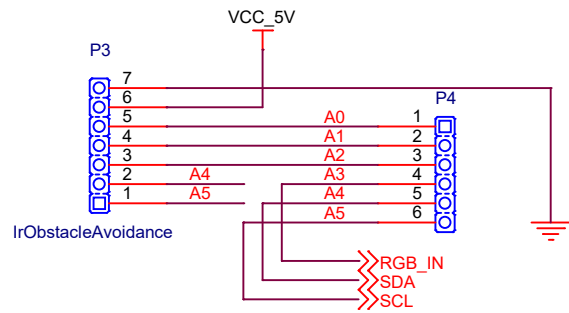 VCC_5V
P3
P4
7
6
5 A0 1
4 A1 2
3 A2 3
2 A4 A3 4
1 A5 A4 5
A5 6
IrObstacleAvoidance
RGB_IN
SDA
SCL